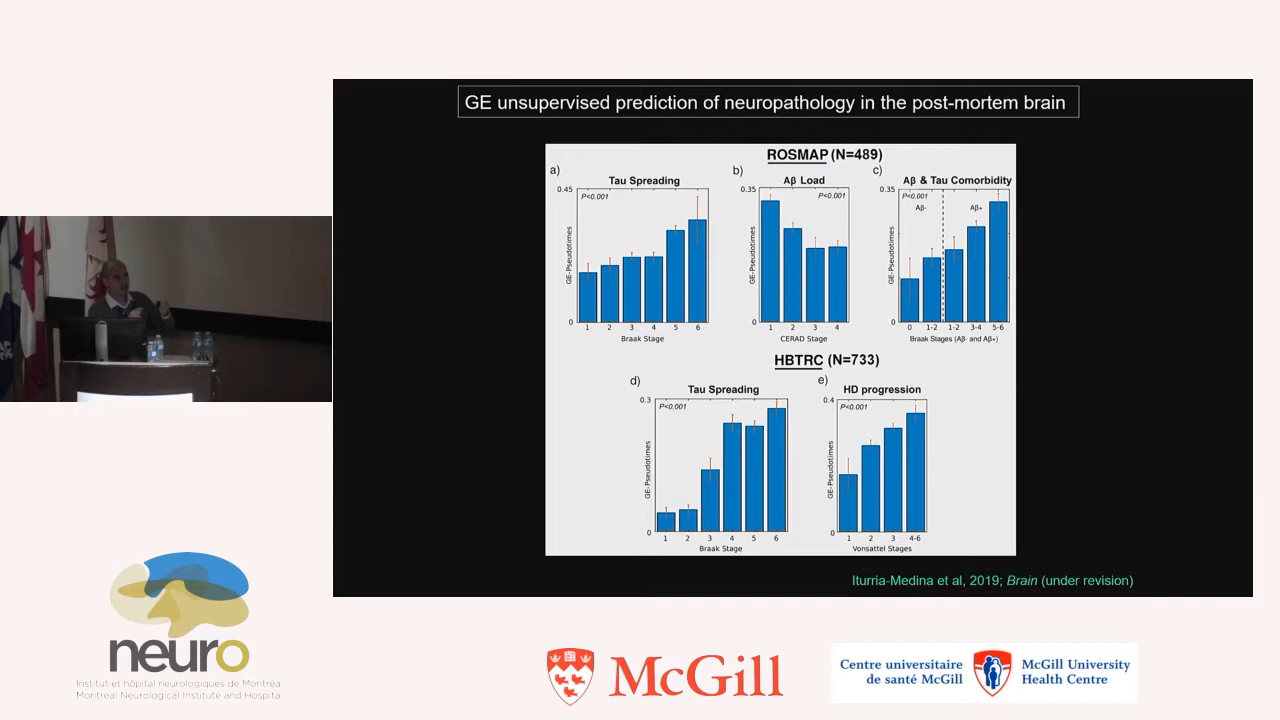 GE unsupervised prediction of neuropathology in the post-mortem brain
ROSMAP (N=489)
a)
Tau Spreading
0.45
P<0.001
GE-Pseudotimes
0
1 2 3 4 5 6
Braak Stage
b)
Aβ Load
0.35
P<0.001
GE-Pseudotimes
0
1 2 3 4
CERAD Stage
c)
Aβ & Tau Comorbidity
0.35
P<0.001
Aβ-
Aβ+
GE-Pseudotimes
0
0 1-2 1-2 3-4 5-6
Braak Stages (Aβ- and Aβ+)
HBTRC (N=733)
d)
Tau Spreading
0.3
P<0.001
GE-Pseudotimes
0
1 2 3 4 5 6
Braak Stage
e)
HD progression
0.4
P<0.001
GE-Pseudotimes
0
1 2 3 4-6
Vonsattel Stages
Iturria-Medina et al, 2019; Brain (under revision)
neuro
Institut et hôpital neurologiques de Montréa
Montreal Neurological Institute and Hospita
McGill
Centre universitaire
de santé McGill
McGill University
Health Centre